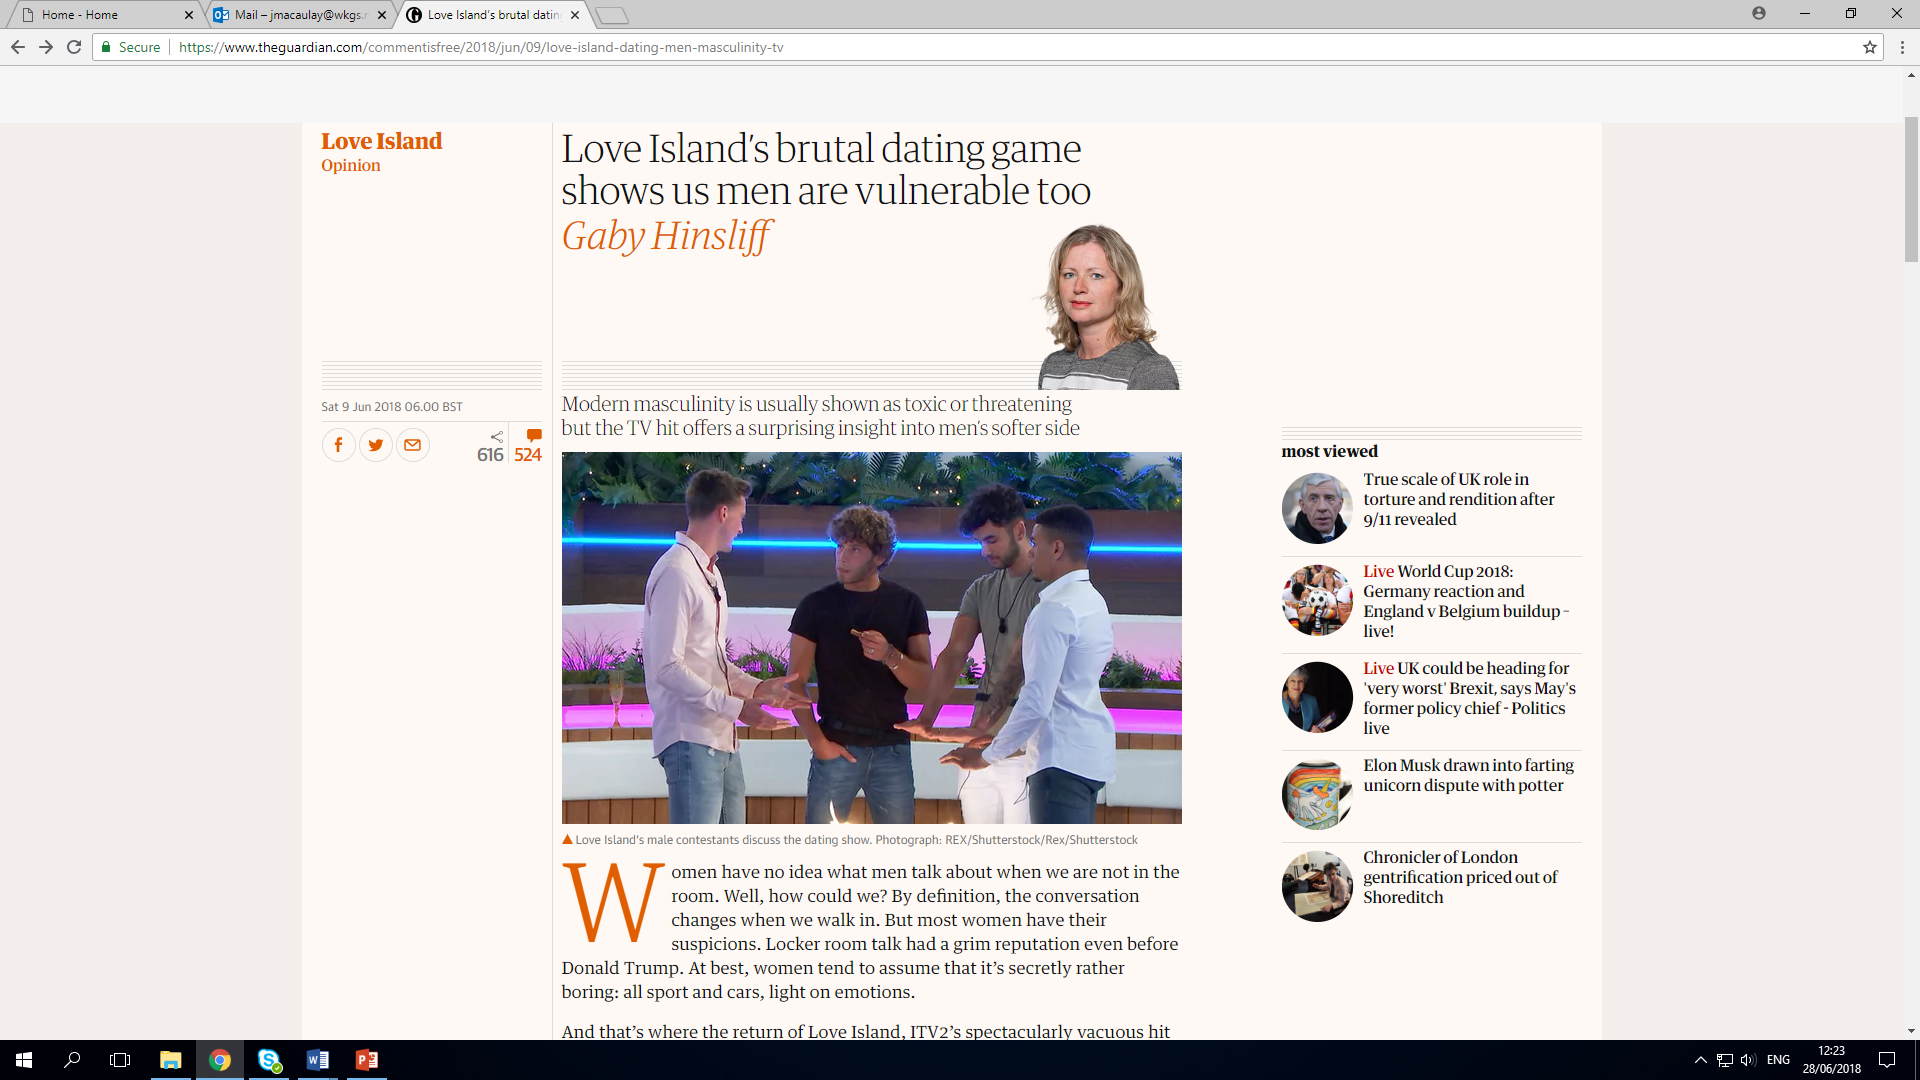 Home - Home
Mail – jmacaulay@wkgs.
Love Island's brutal datin
Secure
https://www.theguardian.com/commentisfree/2018/jun/09/love-island-dating-men-masculinity-tv
Love Island
Opinion
Love Island's brutal dating game
shows us men are vulnerable too
Gaby Hinsliff
Sat 9 Jun 2018 06.00 BST
616
524
Modern masculinity is usually shown as toxic or threatening
but the TV hit offers a surprising insight into men's softer side
Love Island's male contestants discuss the dating show. Photograph: REX/Shutterstock/Rex/Shutterstock
Women have no idea what men talk about when we are not in the
room. Well, how could we? By definition, the conversation
changes when we walk in. But most women have their
suspicions. Locker room talk had a grim reputation even before
Donald Trump. At best, women tend to assume that it's secretly rather
boring: all sport and cars, light on emotions.
And that's where the return of Love Island, ITV2's spectacularly vacuous hit
most viewed
True scale of UK role in
torture and rendition after
9/11 revealed
Live World Cup 2018:
Germany reaction and
England v Belgium buildup –
live!
Live UK could be heading for
'very worst' Brexit, says May's
former policy chief - Politics
live
Elon Musk drawn into farting
unicorn dispute with potter
Chronicler of London
gentrification priced out of
Shoreditch
ENG
12:23
28/06/2018